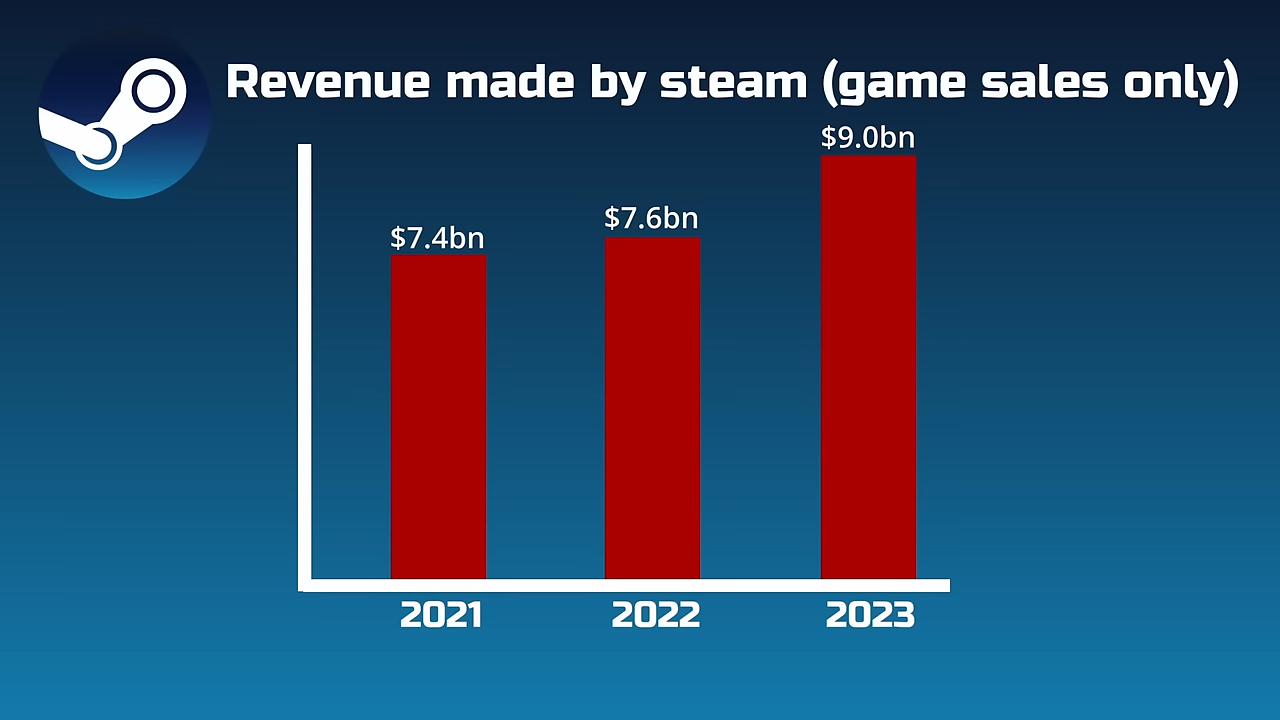 Revenue made by steam (game sales only)
$9.0bn
$7.6bn
$7.4bn
2021 2022 2023